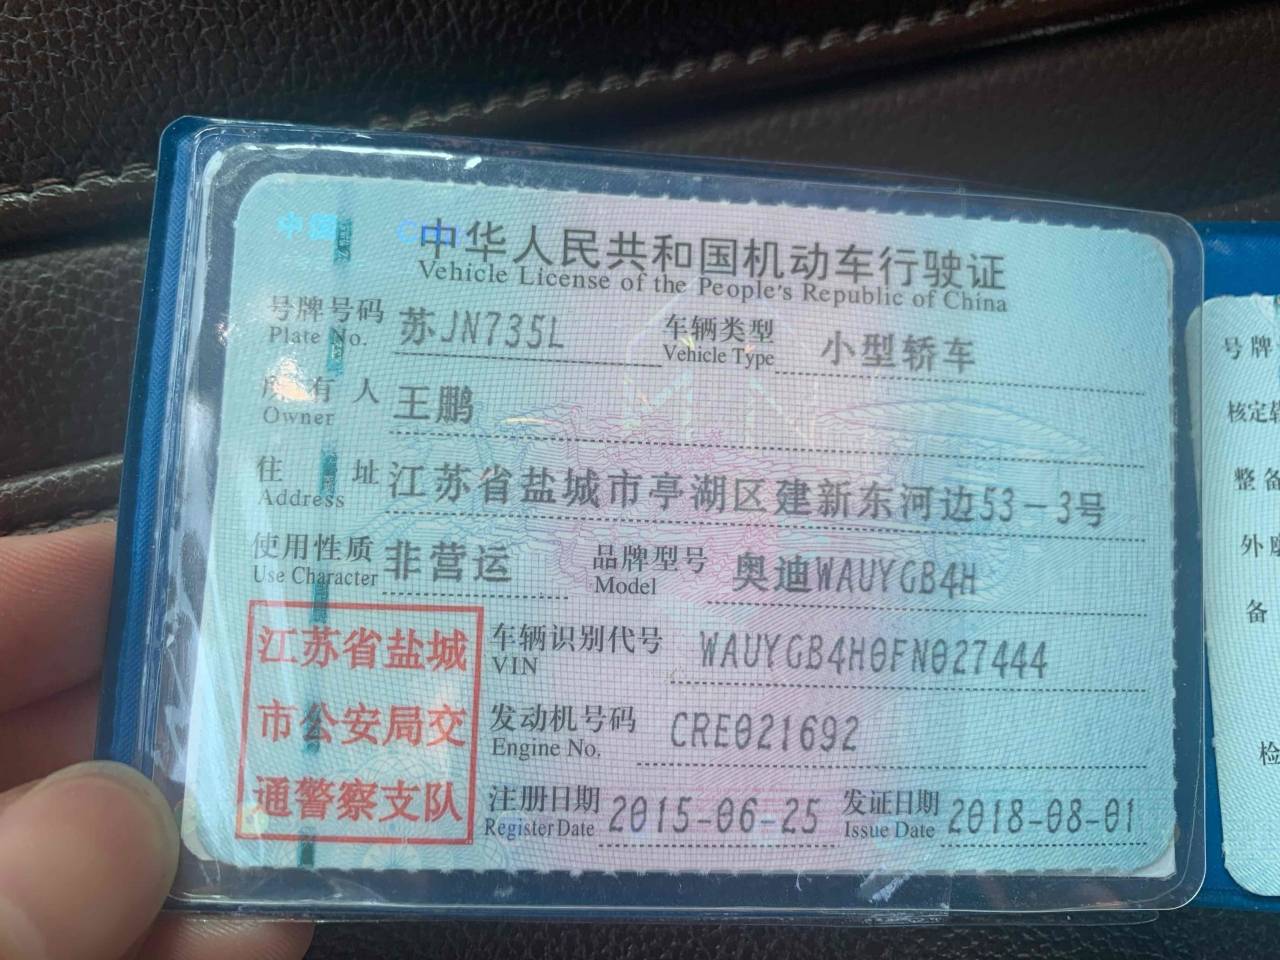 中国
中华人民共和国机动车行驶证
Vehicle License of the People's Republic of China
号牌号码 苏JN735L 车辆类型 小型轿车
Plate No. Vehicle Type
所有人 王鹏
Owner
住址 江苏省盐城市亭湖区建新东河边53-3号
Address
使用性质 非营运 品牌型号 奥迪WAUYGB4H
Use Character Model
江苏省盐城
市公安局交
通警察支队
车辆识别代号 WAUYGB4H0FN027444
VIN
发动机号码 CRE021692
Engine No.
注册日期 2015-06-25 发证日期 2018-08-01
Register Date Issue Date
号牌
核定
整备
外
备
检